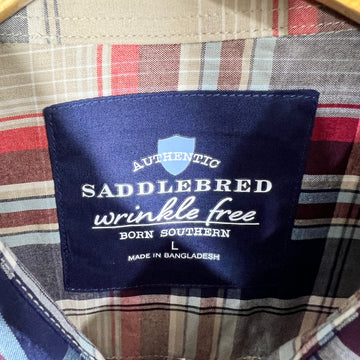 AUTHENTIC
SADDLEBRED
wrinkle free
BORN SOUTHERN
L
MADE IN BANGLADESH